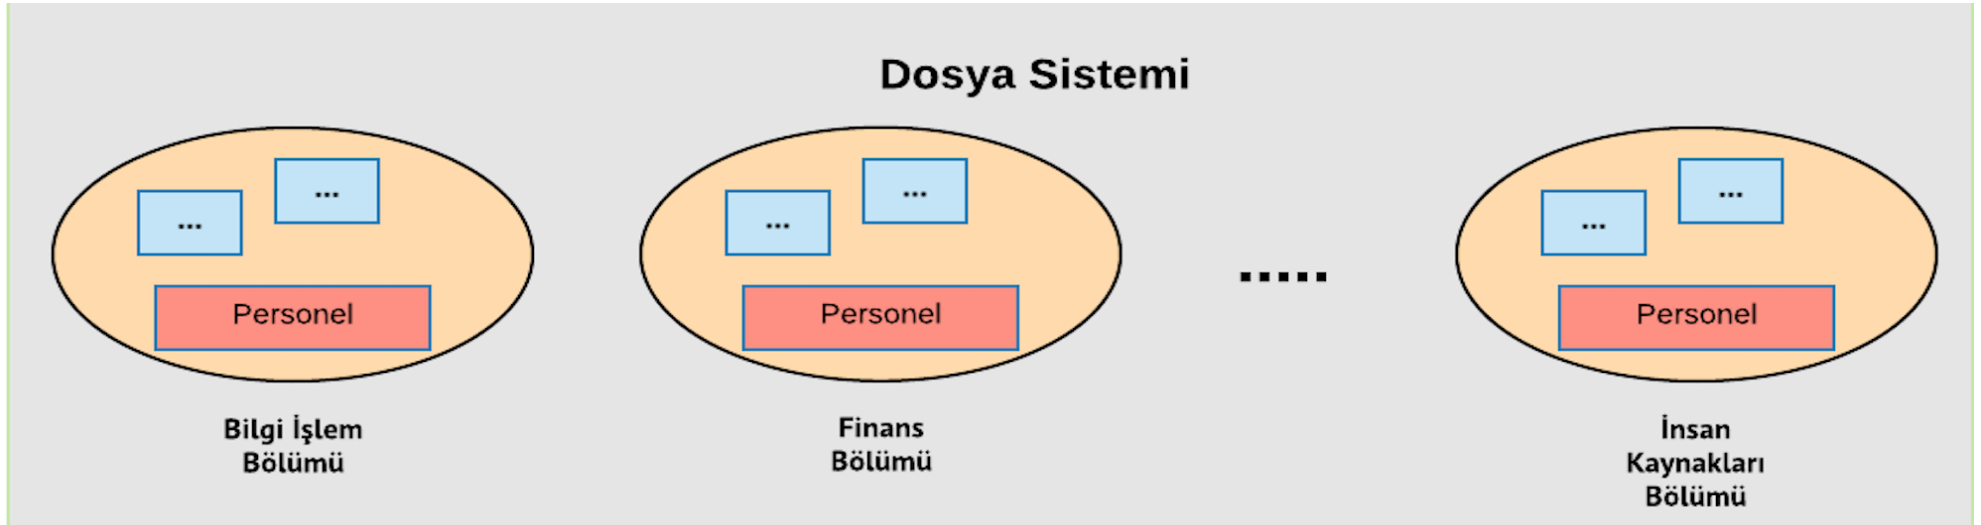 Dosya Sistemi
...
...
Personel
Bilgi İşlem
Bölümü
...
...
Personel
Finans
Bölümü
.....
...
...
Personel
İnsan
Kaynakları
Bölümü